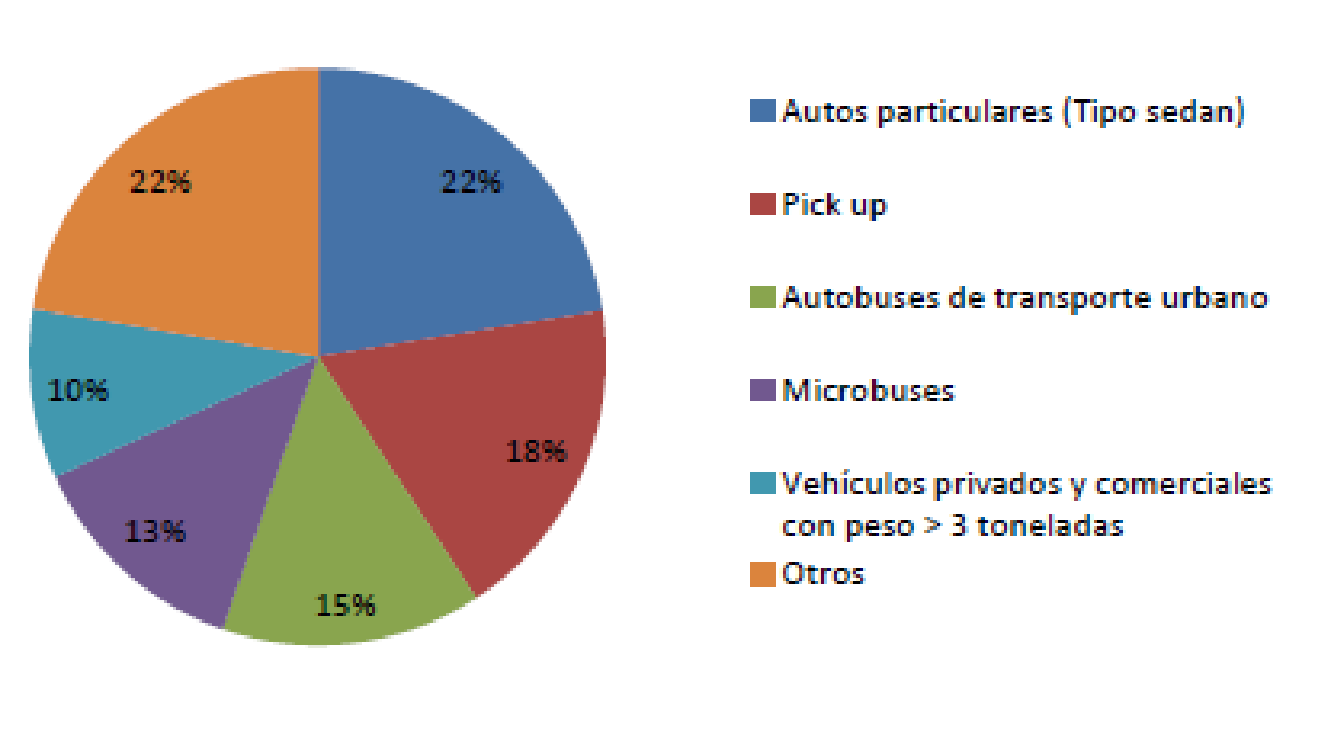 22%
22%
10%
18%
13%
15%
Autos particulares (Tipo sedan)
Pick up
Autobuses de transporte urbano
Microbuses
Vehículos privados y comerciales
con peso > 3 toneladas
Otros